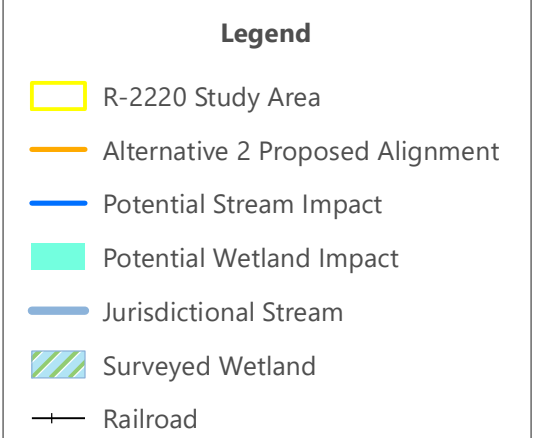 Legend
R-2220 Study Area
Alternative 2 Proposed Alignment
Potential Stream Impact
Potential Wetland Impact
Jurisdictional Stream
Surveyed Wetland
Railroad